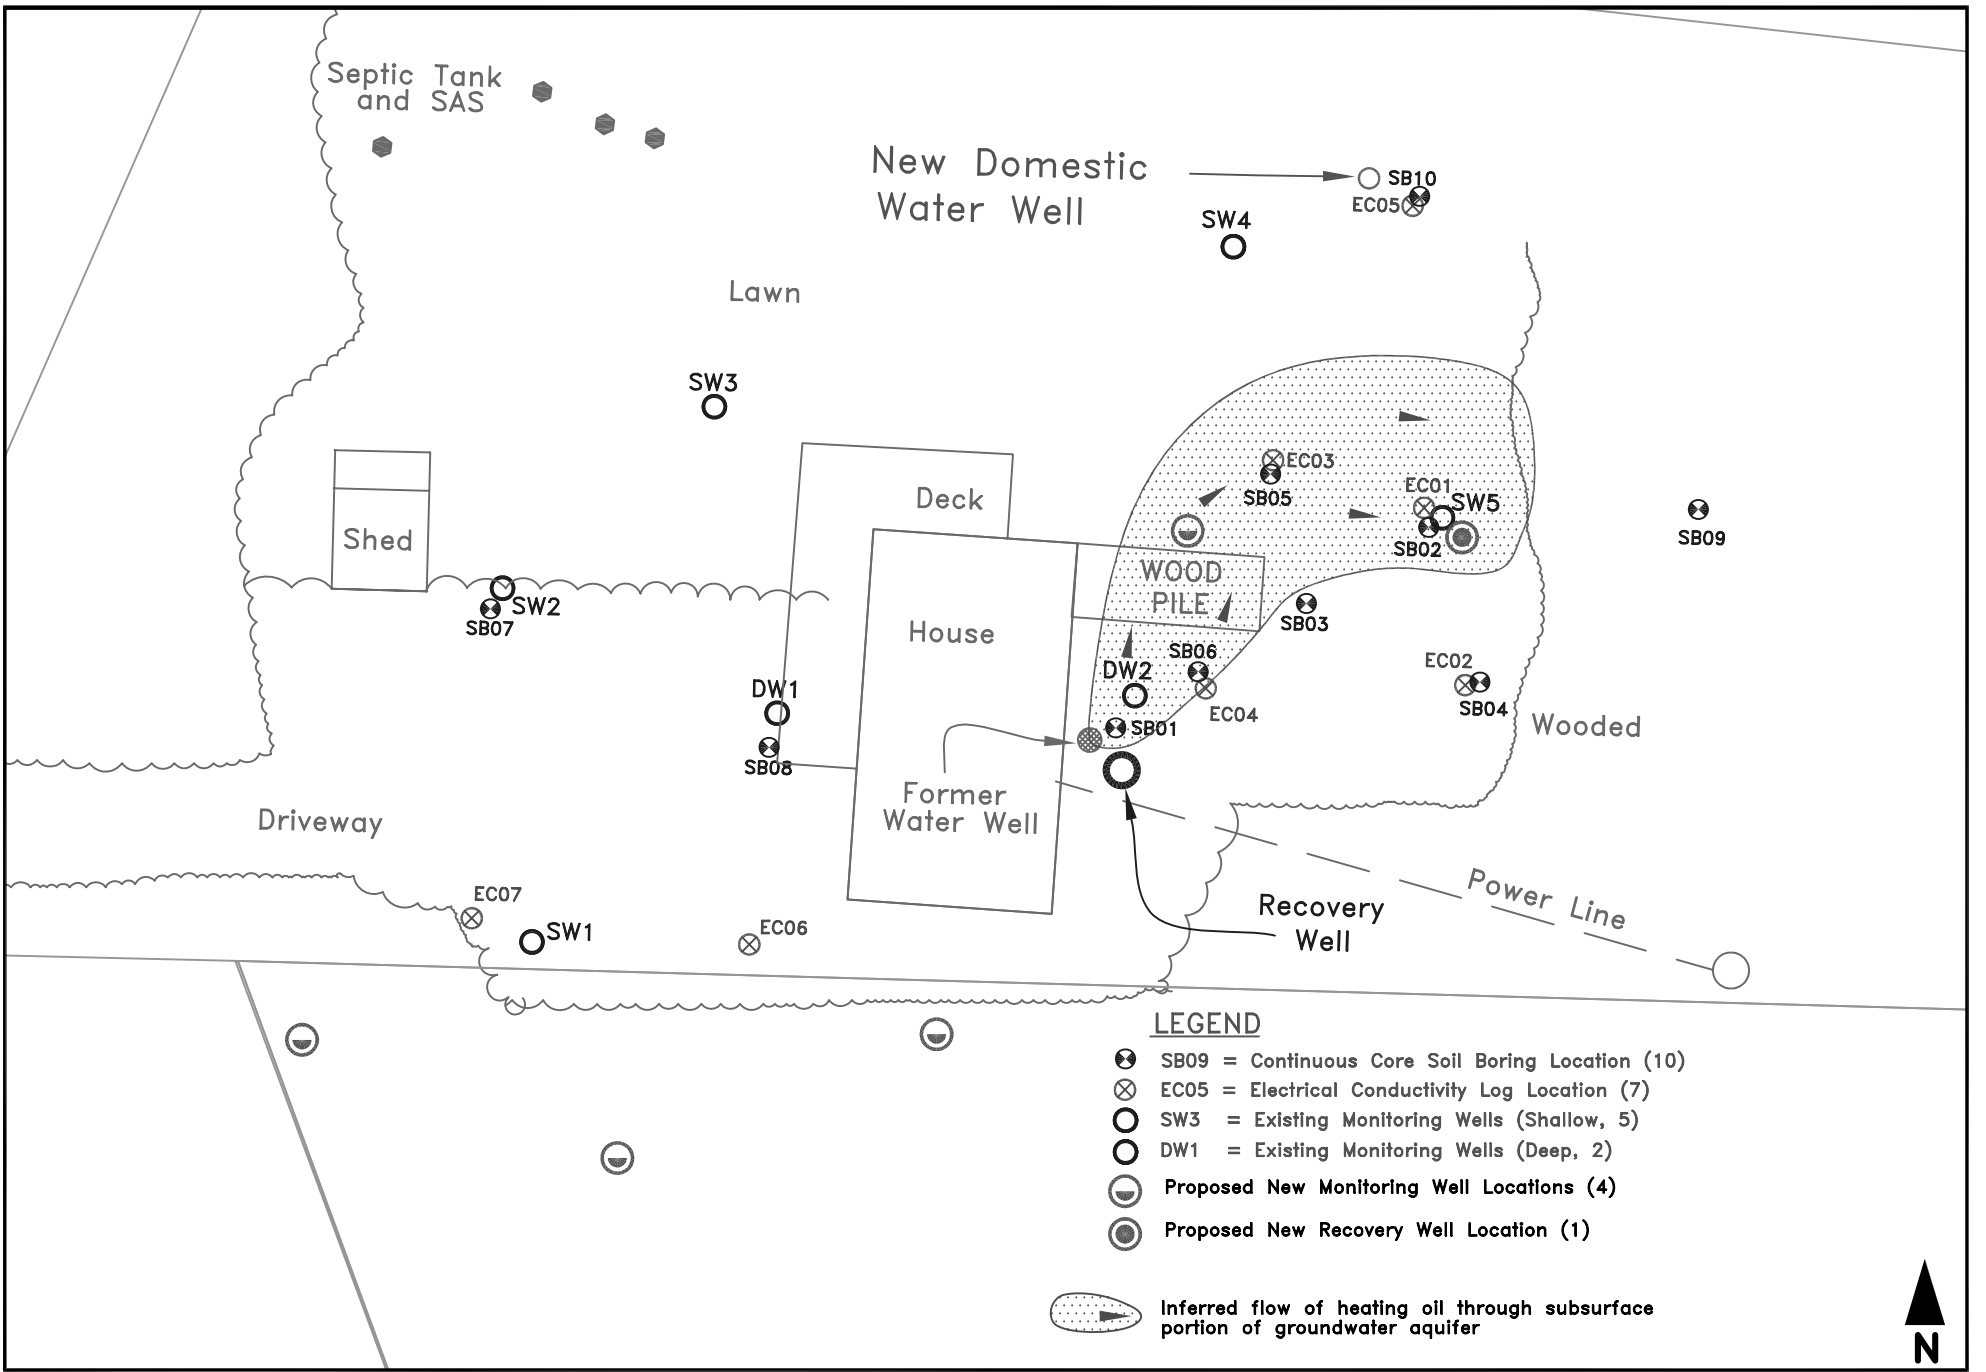 Septic Tank
and SAS
New Domestic
Water Well
SB10
EC05
SW4
Lawn
SW3
EC03
SB05
EC01
SW5
SB02
SB09
Deck
Shed
WOOD
PILE
SW2
SB07
House
SB03
SB06
DW2
EC02
SB04
EC04
DW1
SB01
Wooded
SB08
Former
Water Well
Driveway
Power Line
EC07
SW1
EC06
Recovery
Well
LEGEND
SB09 = Continuous Core Soil Boring Location (10)
EC05 = Electrical Conductivity Log Location (7)
SW3 = Existing Monitoring Wells (Shallow, 5)
DW1 = Existing Monitoring Wells (Deep, 2)
Proposed New Monitoring Well Locations (4)
Proposed New Recovery Well Location (1)
Inferred flow of heating oil through subsurface
portion of groundwater aquifer
N